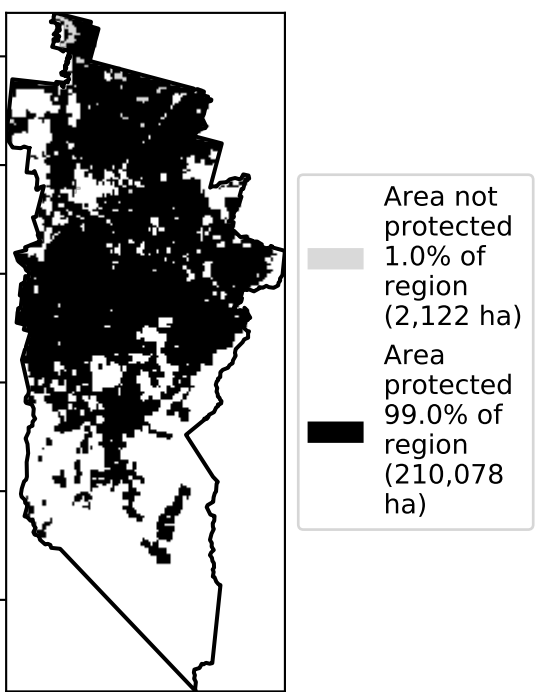 Area not
protected
1.0% of
region
(2,122 ha)
Area
protected
99.0% of
region
(210,078
ha)